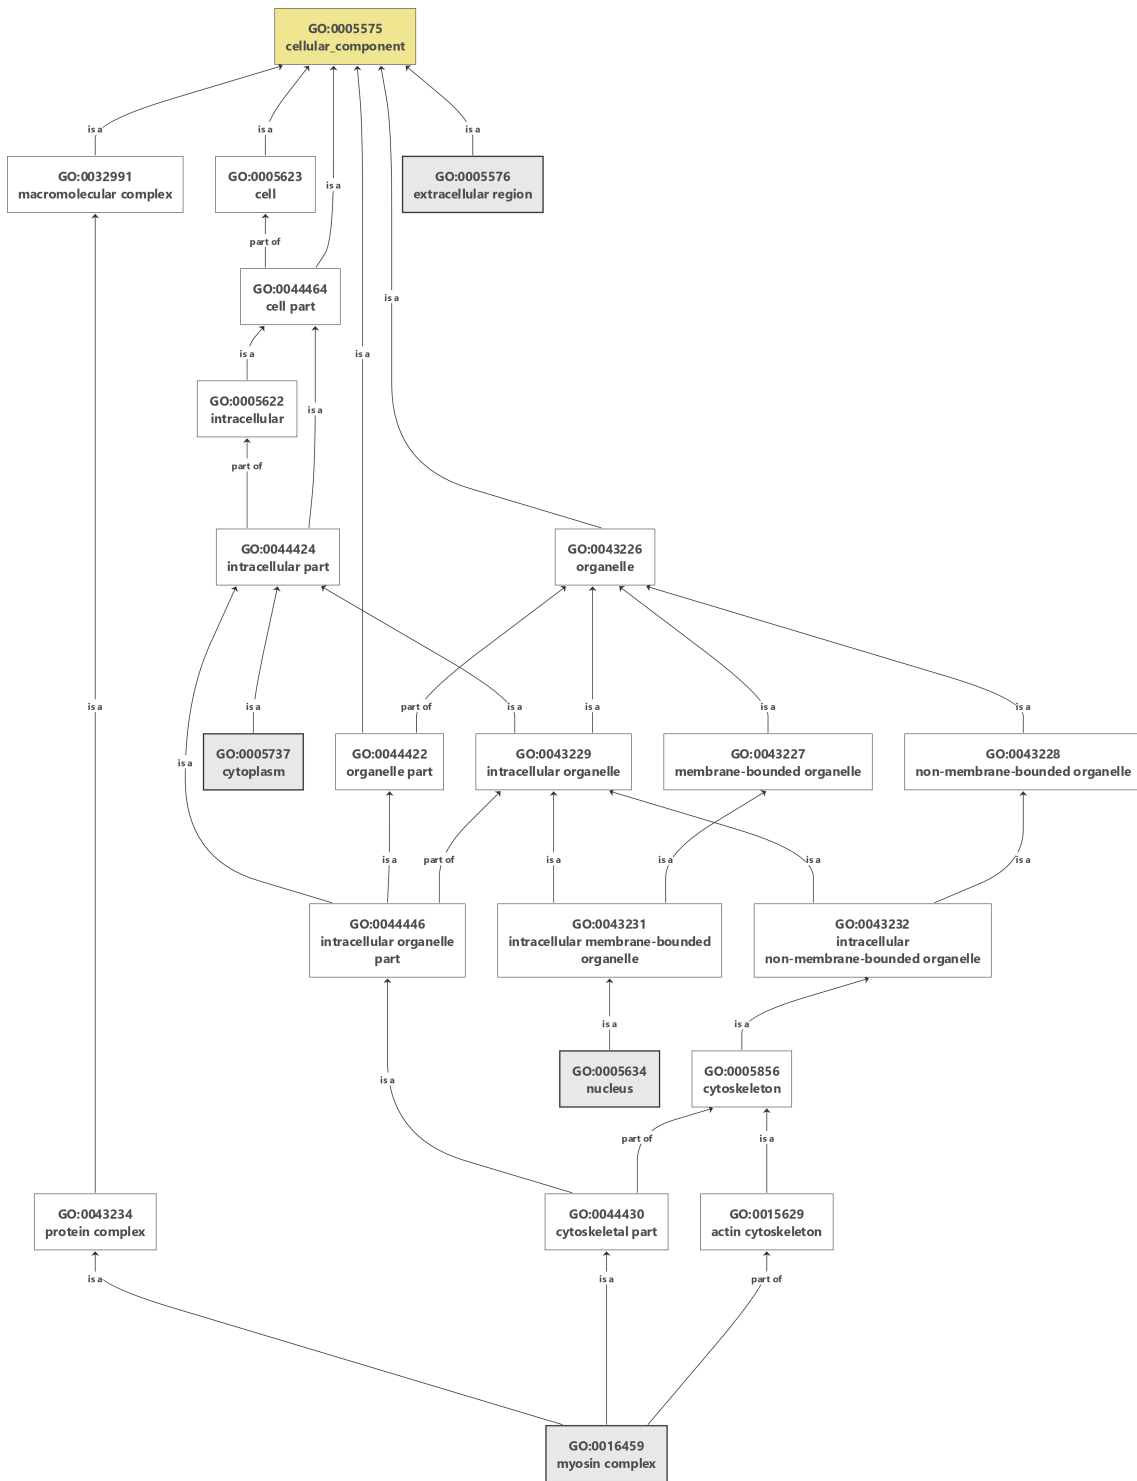 GO:0005575
cellular_component
is a
is a
is a
GO:0032991
macromolecular complex
GO:0005623
cell
is a
GO:0005576
extracellular region
part of
GO:0044464
cell part
is a
is a
is a
GO:0005622
intracellular
is a
part of
GO:0044424
intracellular part
GO:0043226
organelle
is a
is a
part of
is a
is a
is a
is a
is a
GO:0005737
cytoplasm
GO:0044422
organelle part
GO:0043229
intracellular organelle
GO:0043227
membrane-bounded organelle
GO:0043228
non-membrane-bounded organelle
is a
part of
is a
is a
is a
is a
GO:0044446
intracellular organelle
part
GO:0043231
intracellular membrane-bounded
organelle
GO:0043232
intracellular
non-membrane-bounded organelle
is a
is a
GO:0005634
nucleus
GO:0005856
cytoskeleton
is a
part of
is a
GO:0043234
protein complex
GO:0044430
cytoskeletal part
GO:0015629
actin cytoskeleton
is a
is a
part of
GO:0016459
myosin complex